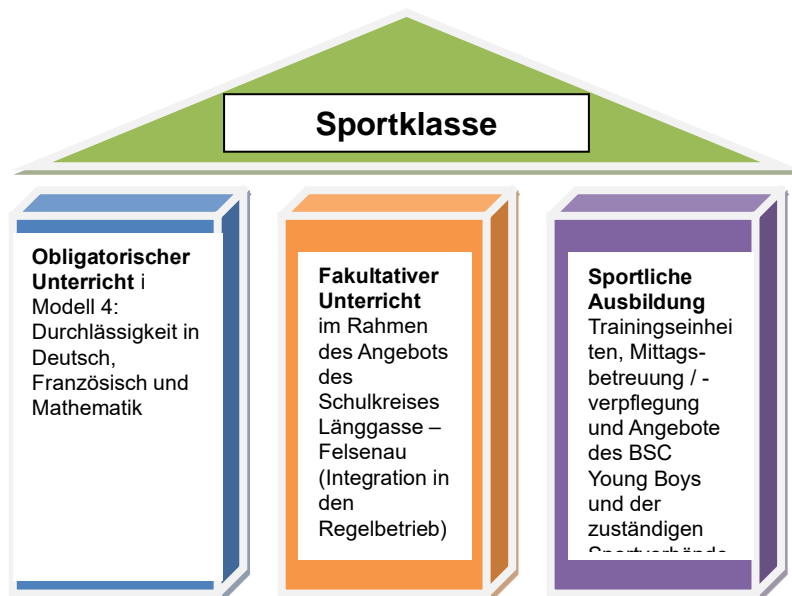 Sportklasse
Obligatorischer
Unterricht i
Modell 4:
Durchlässigkeit in
Deutsch,
Französisch und
Mathematik
Fakultativer
Unterricht
im Rahmen
des Angebots
des
Schulkreises
Länggasse –
Felsenau
(Integration in
den
Regelbetrieb)
Sportliche
Ausbildung
Trainingseinhei
ten, Mittags-
betreuung / -
verpflegung
und Angebote
des BSC
Young Boys
und der
zuständigen